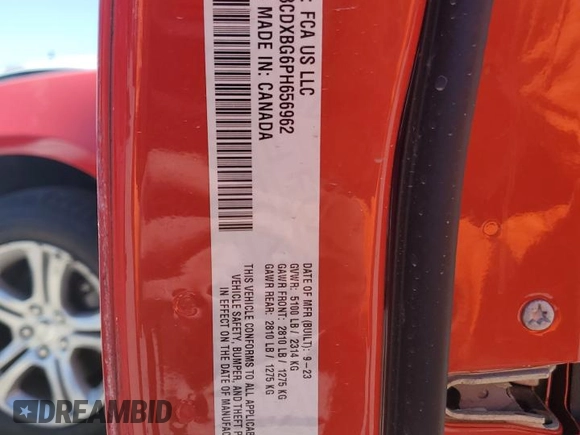 FCA US LLC
CDXBG6PH656962
MADE IN: CANADA
DATE OF MFR (BUILT): 9-23
GVWR: 5100 LB / 2314 KG
GAWR FRONT: 2810 LB / 1275 KG
GAWR REAR: 2810 LB / 1275 KG
THIS VEHICLE CONFORMS TO ALL APPLICAB
VEHICLE SAFETY, BUMPER, AND THEFT P
IN EFFECT ON THE DATE OF MANUFAC
DREAMBID